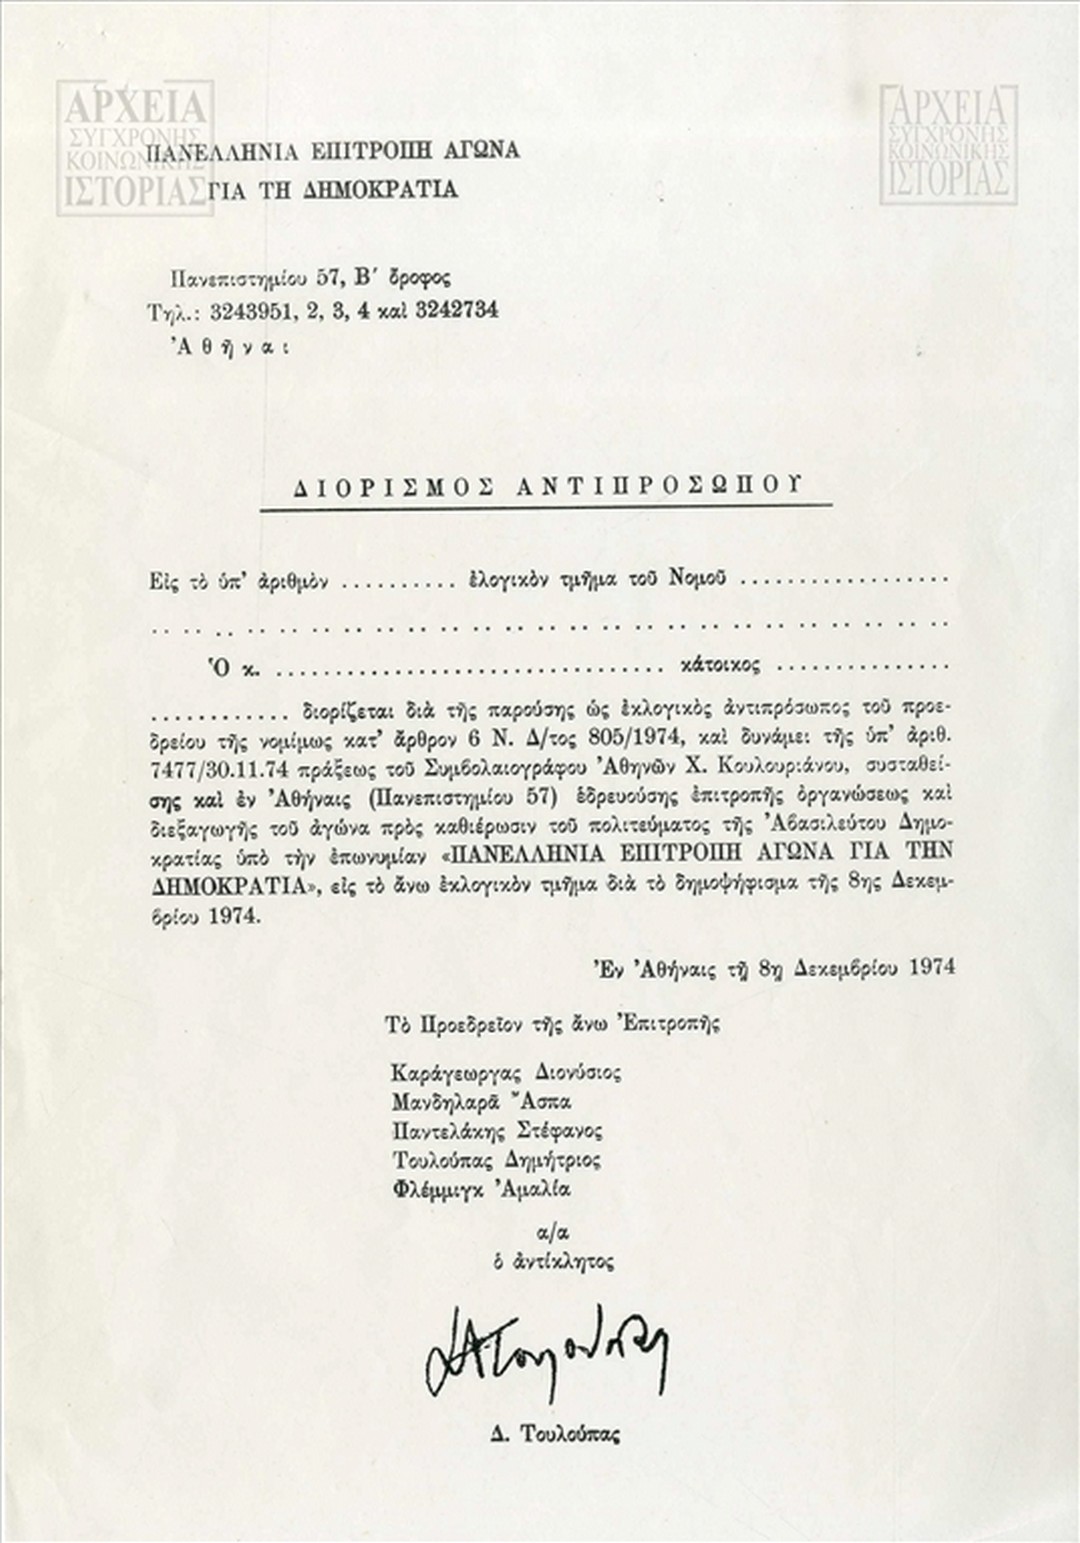 ΑΡΧΕΙΑ
ΣΥΓΧΡΟΝΗΣ
ΚΟΙΝΩΝΙΚΗΣ
ΙΣΤΟΡΙΑΣ
ΑΡΧΕΙΑ
ΣΥΓΧΡΟΝΗΣ
ΚΟΙΝΩΝΙΚΗΣ
ΙΣΤΟΡΙΑΣ
ΠΑΝΕΛΛΗΝΙΑ ΕΠΙΤΡΟΠΗ ΑΓΩΝΑ
ΓΙΑ ΤΗ ΔΗΜΟΚΡΑΤΙΑ
Πανεπιστημίου 57, Β′ ὄροφος
Τηλ.: 3243951, 2, 3, 4 καὶ 3242734
Ἀθῆναι
ΔΙΟΡΙΣΜΟΣ ΑΝΤΙΠΡΟΣΩΠΟΥ
Εἰς τὸ ὑπ' ἀριθμὸν .......... ἐλογικὸν τμῆμα τοῦ Νομοῦ ..................
.. .. .. .. .. .. .. .. .. .. .. .. .. .. .. .. .. .. .. .. .. .. .. .. ..
Ὁ κ. .................................. κάτοικος ...............
............ διορίζεται διὰ τῆς παρούσης ὡς ἐκλογικὸς ἀντιπρόσωπος τοῦ προε-
δρείου τῆς νομίμως κατ' ἄρθρον 6 Ν. Δ/τος 805/1974, καὶ δυνάμει τῆς ὑπ' ἀριθ.
7477/30.11.74 πράξεως τοῦ Συμβολαιογράφου Ἀθηνῶν Χ. Κουλουριάνου, συσταθεί-
σης καὶ ἐν Ἀθήναις (Πανεπιστημίου 57) ἑδρευούσης ἐπιτροπῆς ὀργανώσεως καὶ
διεξαγωγῆς τοῦ ἀγώνα πρὸς καθιέρωσιν τοῦ πολιτεύματος τῆς Ἀβασιλεύτου Δημο-
κρατίας ὑπὸ τὴν ἐπωνυμίαν «ΠΑΝΕΛΛΗΝΙΑ ΕΠΙΤΡΟΠΗ ΑΓΩΝΑ ΓΙΑ ΤΗΝ
ΔΗΜΟΚΡΑΤΙΑ», εἰς τὸ ἄνω ἐκλογικὸν τμῆμα διὰ τὸ δημοψήφισμα τῆς 8ης Δεκεμ-
βρίου 1974.
Ἐν Ἀθήναις τῇ 8η Δεκεμβρίου 1974
Τὸ Προεδρεῖον τῆς ἄνω Ἐπιτροπῆς
Καράγεωργας Διονύσιος
Μανδηλαρᾶ Ἄσπα
Παντελάκης Στέφανος
Τουλούπας Δημήτριος
Φλέμμιγκ Ἀμαλία
α/α
ὁ ἀντίκλητος
Δ. Τουλούπας